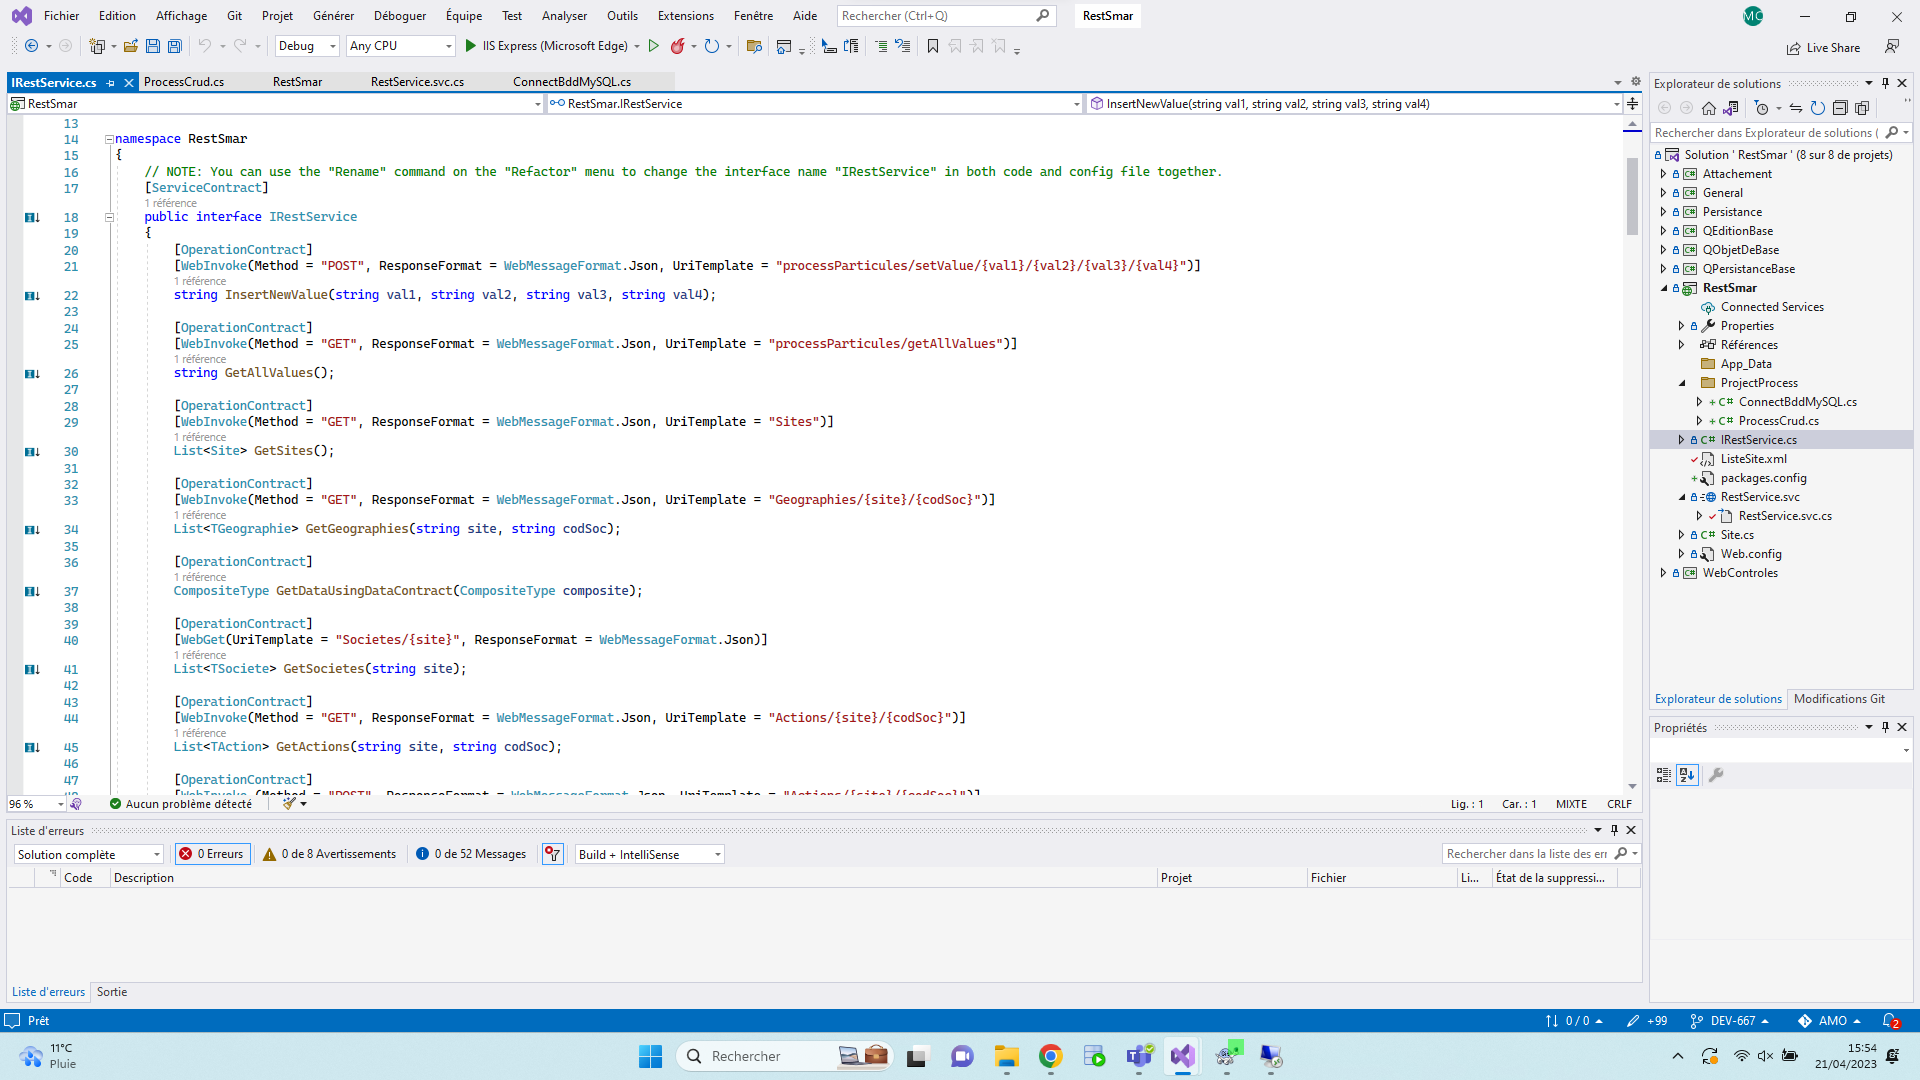 Fichier Edition Affichage Git Projet Générer Déboguer Équipe Test Analyser Outils Extensions Fenêtre Aide Rechercher (Ctrl+Q) RestSmar MC
Debug Any CPU IIS Express (Microsoft Edge) Live Share
IRestService.cs ProcessCrud.cs RestSmar RestService.svc.cs ConnectBddMySQL.cs
RestSmar RestSmar.IRestService InsertNewValue(string val1, string val2, string val3, string val4)
13
14 namespace RestSmar
15 {
16 // NOTE: You can use the "Rename" command on the "Refactor" menu to change the interface name "IRestService" in both code and config file together.
17 [ServiceContract]
1 référence
18 public interface IRestService
19 {
20 [OperationContract]
21 [WebInvoke(Method = "POST", ResponseFormat = WebMessageFormat.Json, UriTemplate = "processParticules/setValue/{val1}/{val2}/{val3}/{val4}")]
1 référence
22 string InsertNewValue(string val1, string val2, string val3, string val4);
23
24 [OperationContract]
25 [WebInvoke(Method = "GET", ResponseFormat = WebMessageFormat.Json, UriTemplate = "processParticules/getAllValues")]
1 référence
26 string GetAllValues();
27
28 [OperationContract]
29 [WebInvoke(Method = "GET", ResponseFormat = WebMessageFormat.Json, UriTemplate = "Sites")]
1 référence
30 List<Site> GetSites();
31
32 [OperationContract]
33 [WebInvoke(Method = "GET", ResponseFormat = WebMessageFormat.Json, UriTemplate = "Geographies/{site}/{codSoc}")]
1 référence
34 List<TGeographie> GetGeographies(string site, string codSoc);
35
36 [OperationContract]
1 référence
37 CompositeType GetDataUsingDataContract(CompositeType composite);
38
39 [OperationContract]
40 [WebGet(UriTemplate = "Societes/{site}", ResponseFormat = WebMessageFormat.Json)]
1 référence
41 List<TSociete> GetSocietes(string site);
42
43 [OperationContract]
44 [WebInvoke(Method = "GET", ResponseFormat = WebMessageFormat.Json, UriTemplate = "Actions/{site}/{codSoc}")]
1 référence
45 List<TAction> GetActions(string site, string codSoc);
46
47 [OperationContract]
48 [WebInvoke (Method = "POST", ResponseFormat = WebMessageFormat.Json, UriTemplate = "Actions/{site}/{codSoc}")]
96 % Aucun problème détecté Lig. : 1 Car. : 1 MIXTE CRLF
Liste d'erreurs
Solution complète 0 Erreurs 0 de 8 Avertissements 0 de 52 Messages Build + IntelliSense Rechercher dans la liste des err
Code Description Projet Fichier Li... État de la suppressi...
Liste d'erreurs Sortie
Explorateur de solutions
Rechercher dans Explorateur de solutions (
Solution ' RestSmar ' (8 sur 8 de projets)
Attachement
General
Persistance
QEditionBase
QObjetDeBase
QPersistanceBase
RestSmar
Connected Services
Properties
Références
App_Data
ProjectProcess
ConnectBddMySQL.cs
ProcessCrud.cs
IRestService.cs
ListeSite.xml
packages.config
RestService.svc
RestService.svc.cs
Site.cs
Web.config
WebControles
Explorateur de solutions Modifications Git
Propriétés
Prêt 0 / 0 +99 DEV-667 AMO 2
11°C
Pluie
Rechercher
15:54
21/04/2023